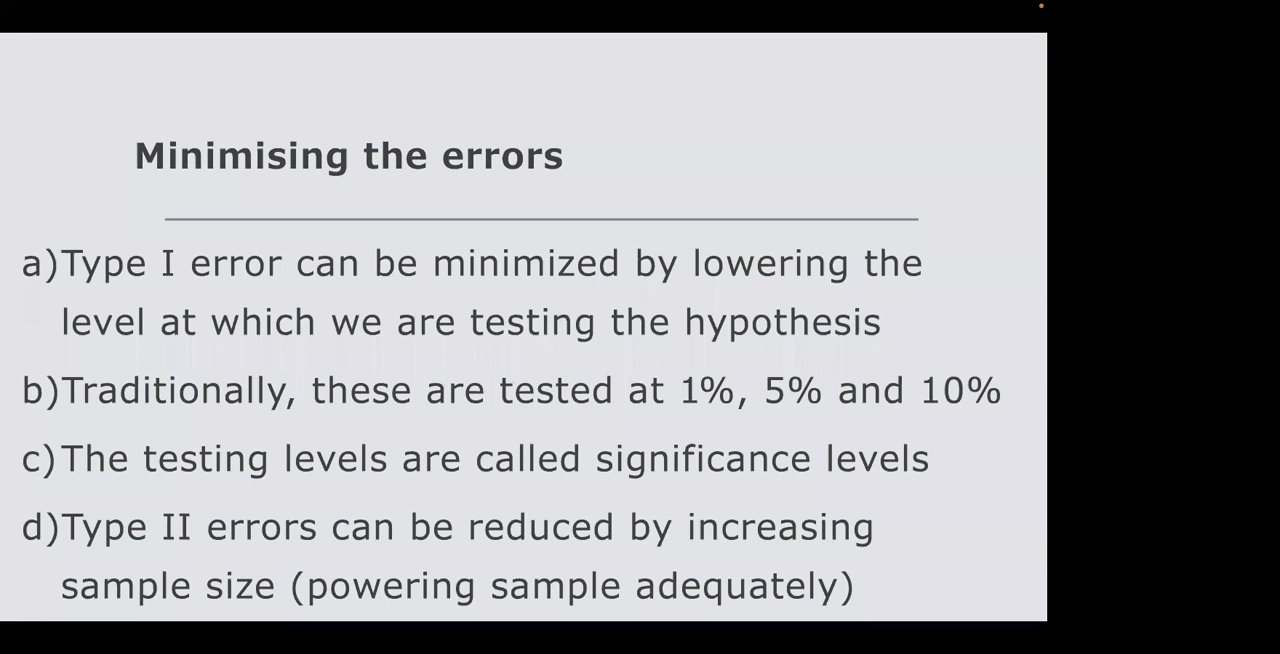 Minimising the errors
a)Type I error can be minimized by lowering the
level at which we are testing the hypothesis
b)Traditionally, these are tested at 1%, 5% and 10%
c)The testing levels are called significance levels
d)Type II errors can be reduced by increasing
sample size (powering sample adequately)